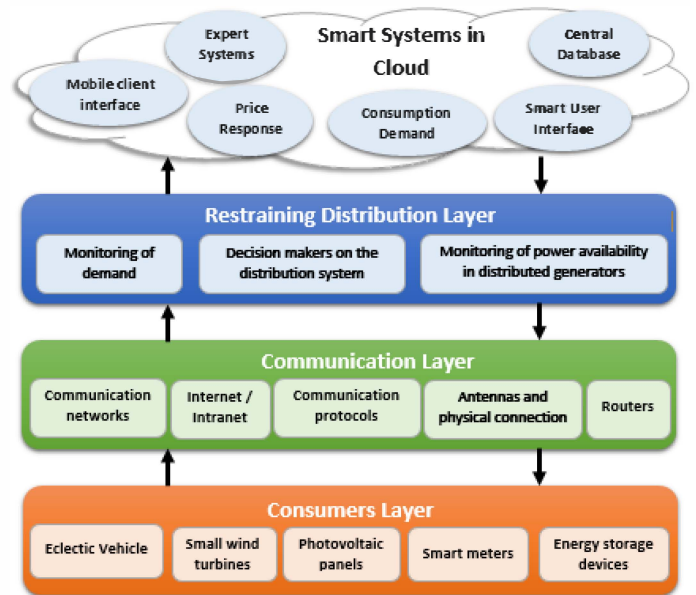 Smart Systems in
Cloud
Expert
Systems
Central
Database
Mobile client
interface
Price
Response
Consumption
Demand
Smart User
Interface
Restraining Distribution Layer
Monitoring of
demand
Decision makers on the
distribution system
Monitoring of power availability
in distributed generators
Communication Layer
Communication
networks
Internet /
Intranet
Communication
protocols
Antennas and
physical connection
Routers
Consumers Layer
Eclectic Vehicle
Small wind
turbines
Photovoltaic
panels
Smart meters
Energy storage
devices